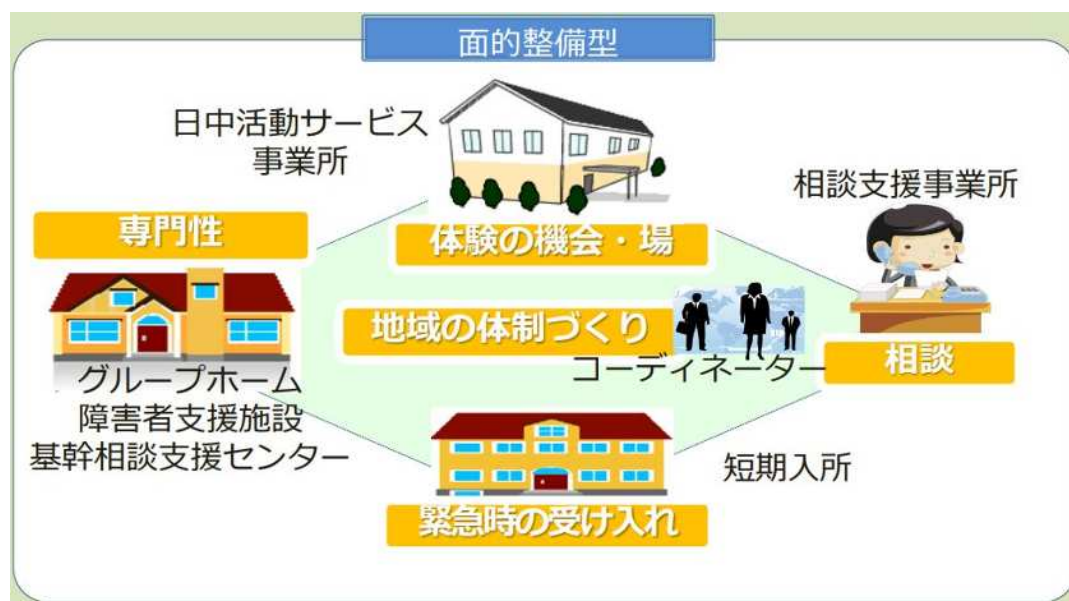 面的整備型
日中活動サービス
事業所
相談支援事業所
専門性
体験の機会・場
地域の体制づくり
コーディネーター
相談
グループホーム
障害者支援施設
基幹相談支援センター
短期入所
緊急時の受け入れ